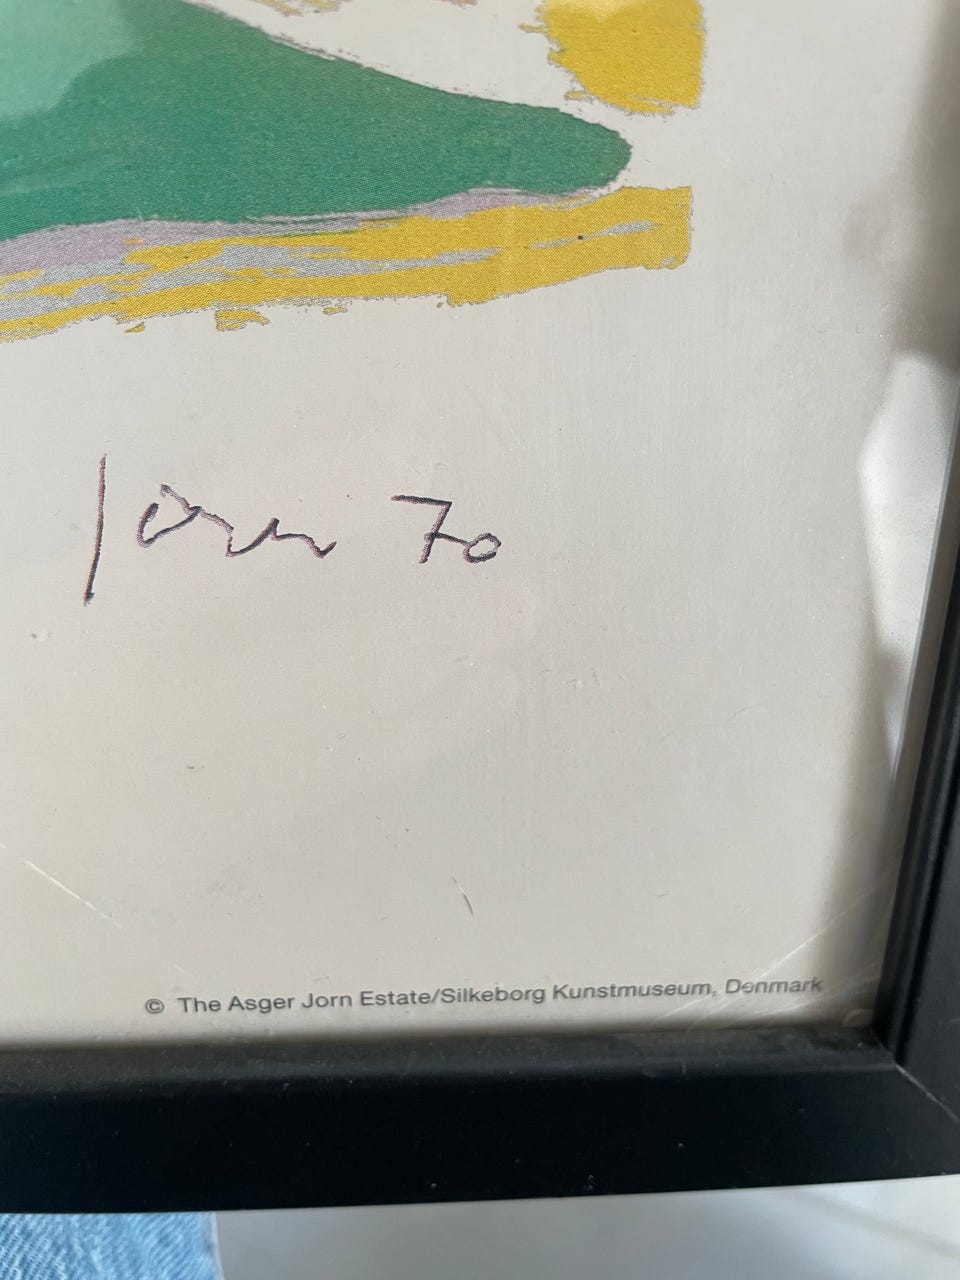 Jorn 70
© The Asger Jorn Estate/Silkeborg Kunstmuseum, Denmark